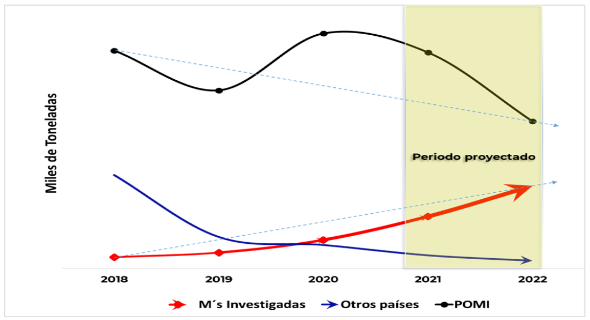 Miles de Toneladas
Periodo proyectado
2018 2019 2020 2021 2022
M´s Investigadas Otros países POMI